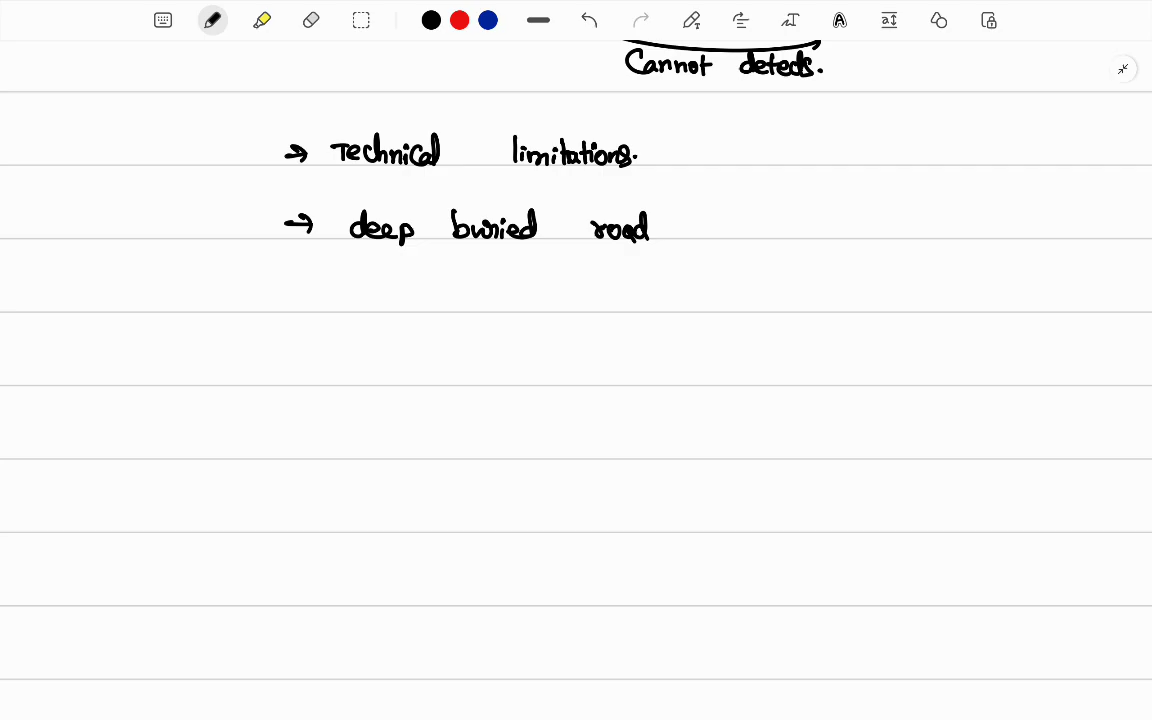 Cannot detects.
→ Technical limitations.
→ deep buried road